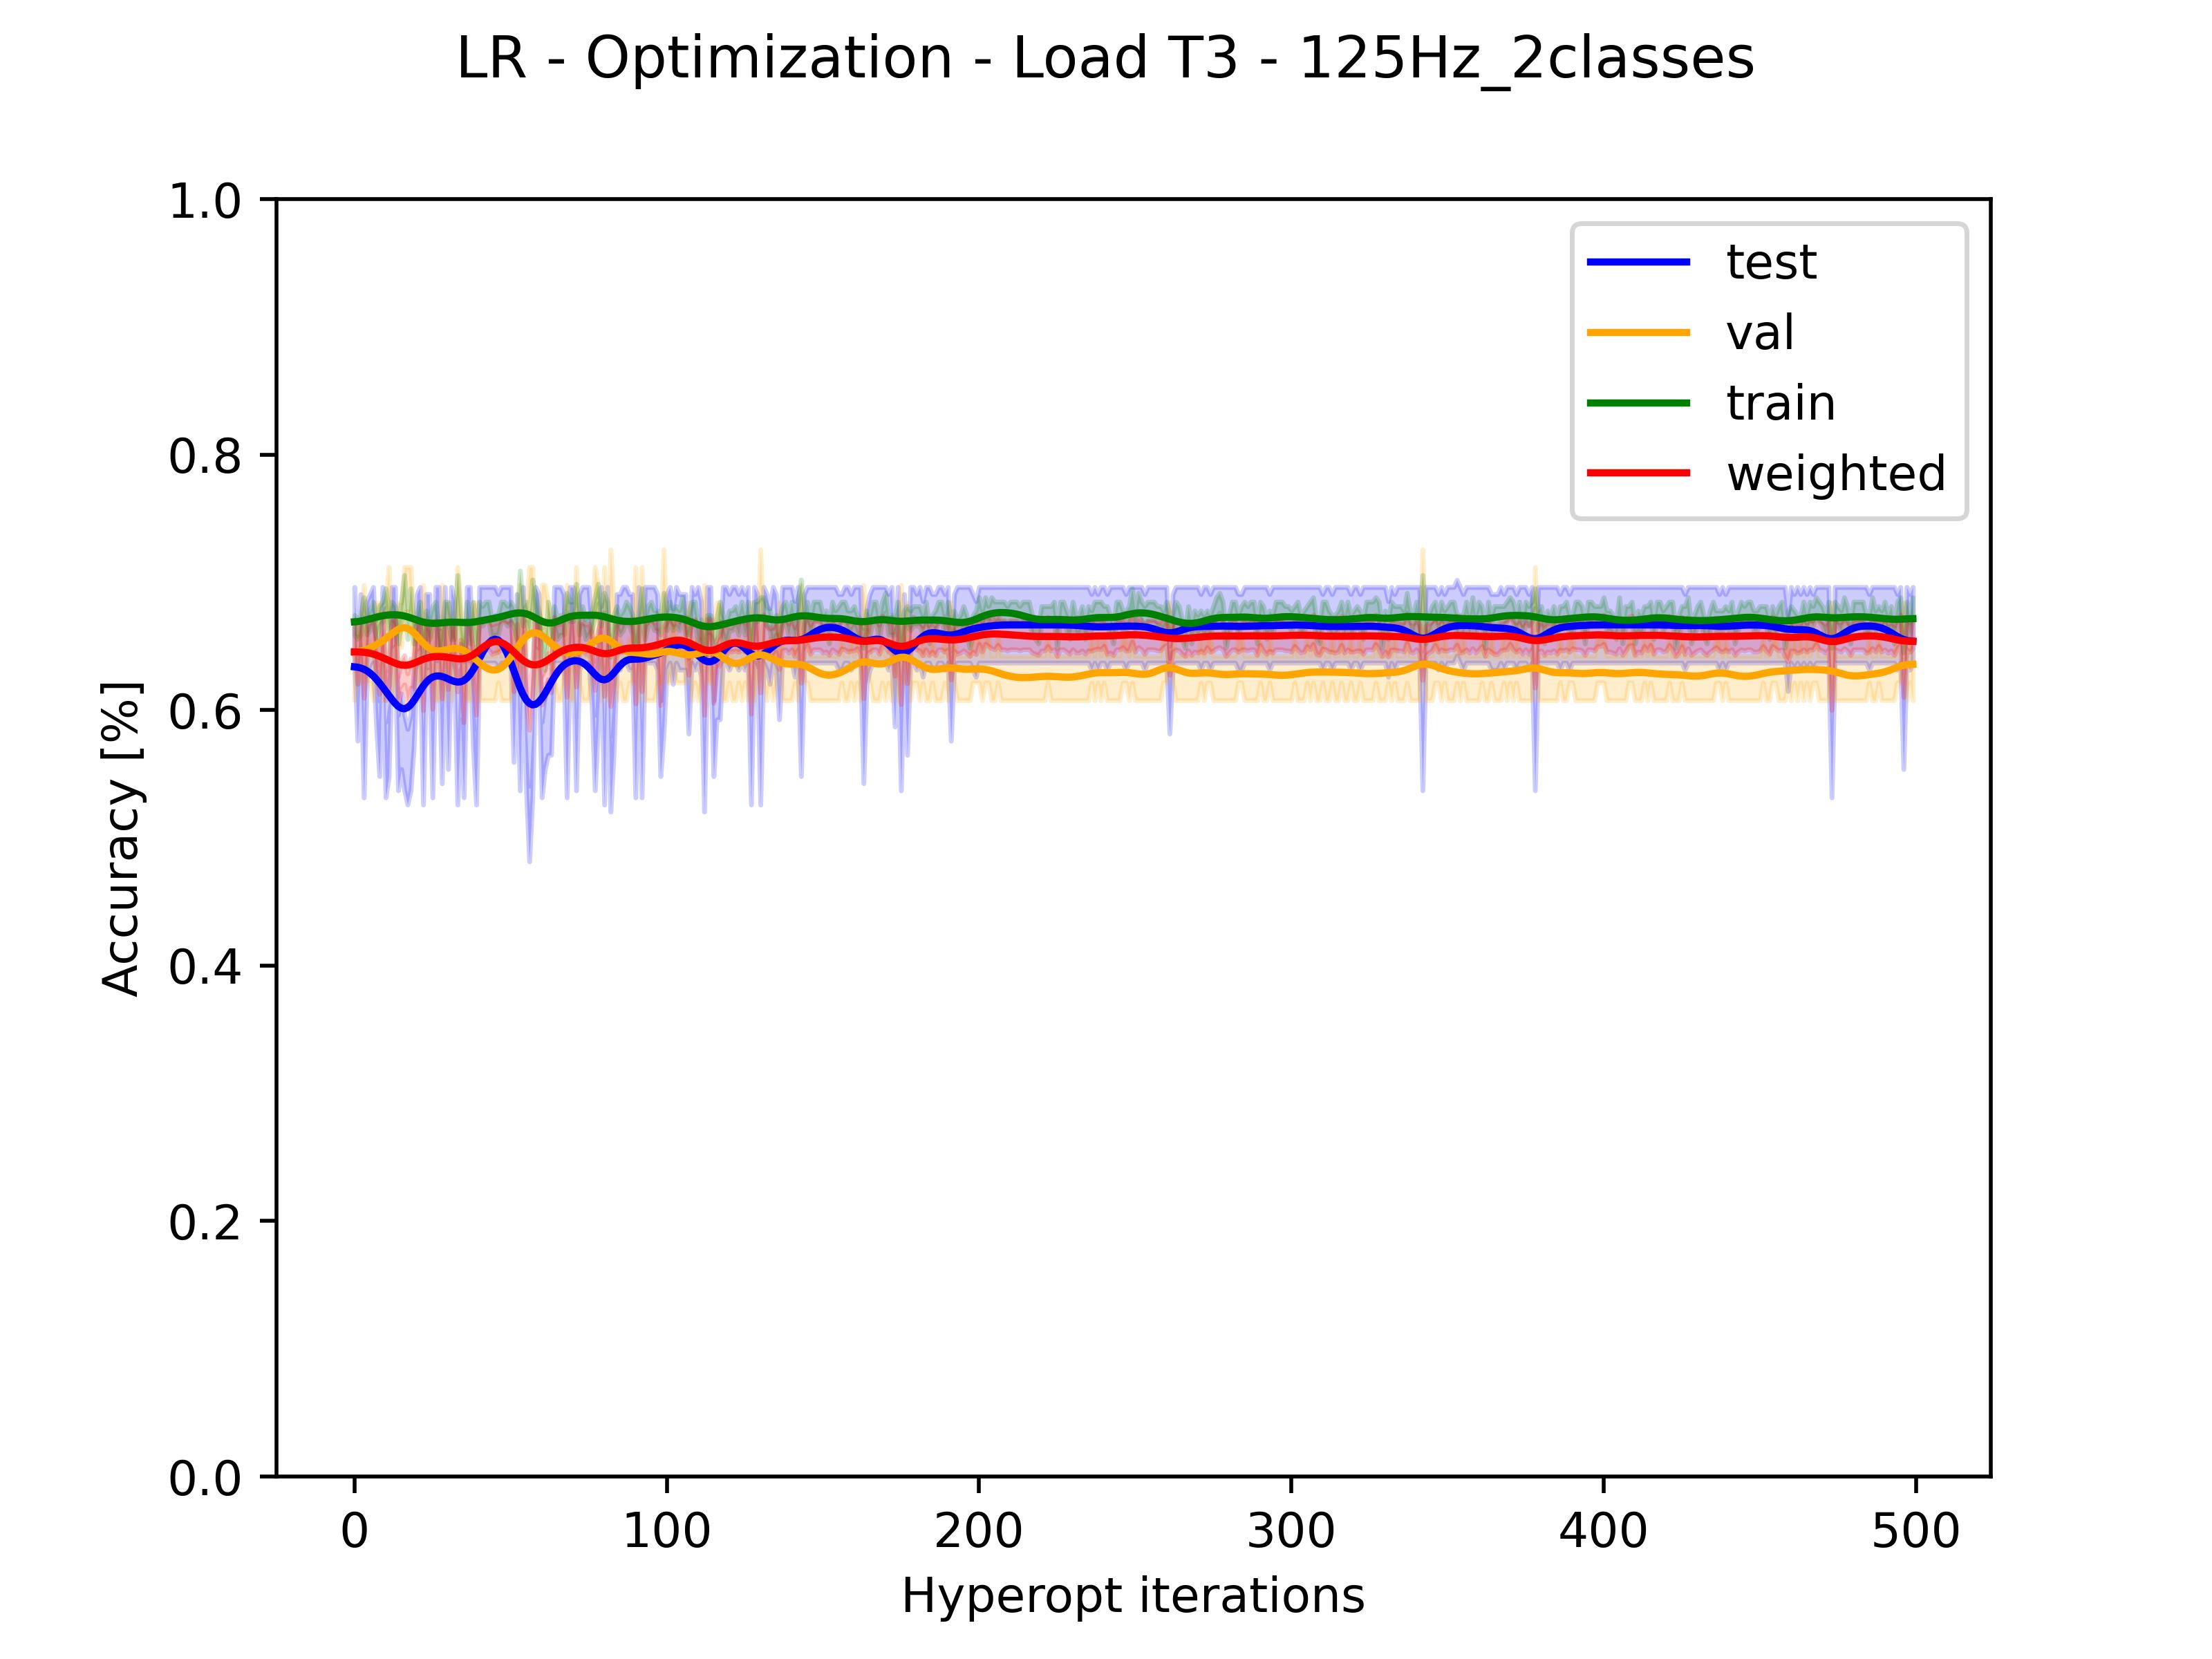 LR - Optimization - Load T3 - 125Hz_2classes
1.0
0.8
0.6
0.4
0.2
0.0
Accuracy [%]
test
val
train
weighted
0 100 200 300 400 500
Hyperopt iterations